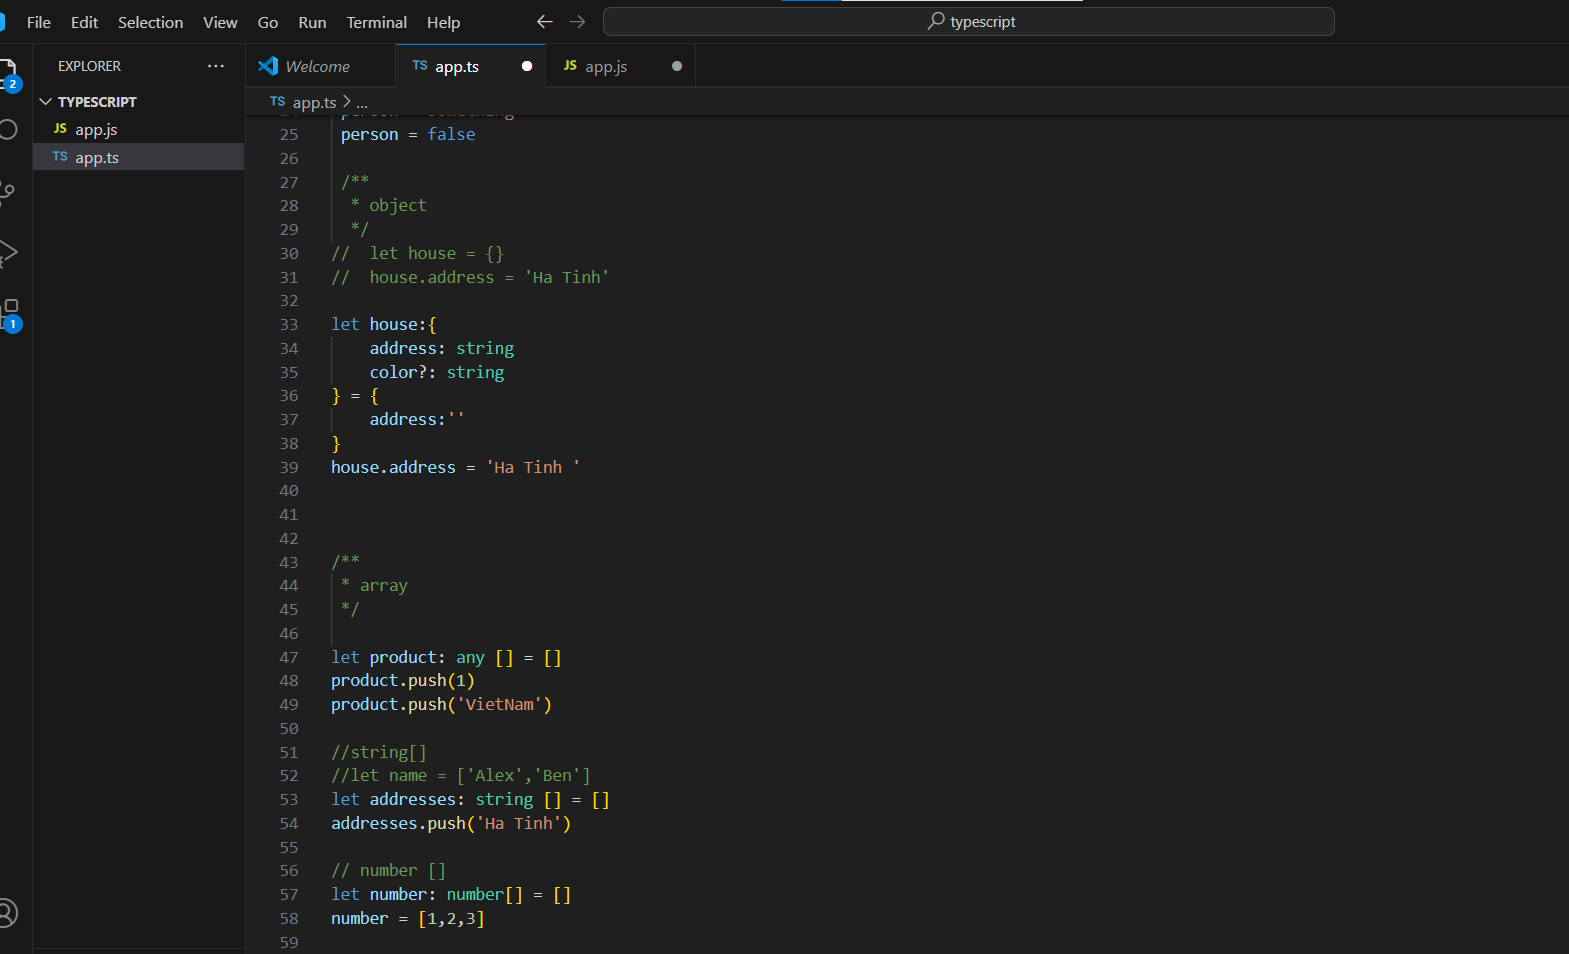 File Edit Selection View Go Run Terminal Help
typescript
EXPLORER ...
Welcome
TS app.ts
JS app.js
2
TYPESCRIPT
JS app.js
TS app.ts
1
TS app.ts > ...
25 person = false
26
27 /**
28 * object
29 */
30 // let house = {}
31 // house.address = 'Ha Tinh'
32
33 let house:{
34 address: string
35 color?: string
36 } = {
37 address:''
38 }
39 house.address = 'Ha Tinh '
40
41
42
43 /**
44 * array
45 */
46
47 let product: any [] = []
48 product.push(1)
49 product.push('VietNam')
50
51 //string[]
52 //let name = ['Alex','Ben']
53 let addresses: string [] = []
54 addresses.push('Ha Tinh')
55
56 // number []
57 let number: number[] = []
58 number = [1,2,3]
59